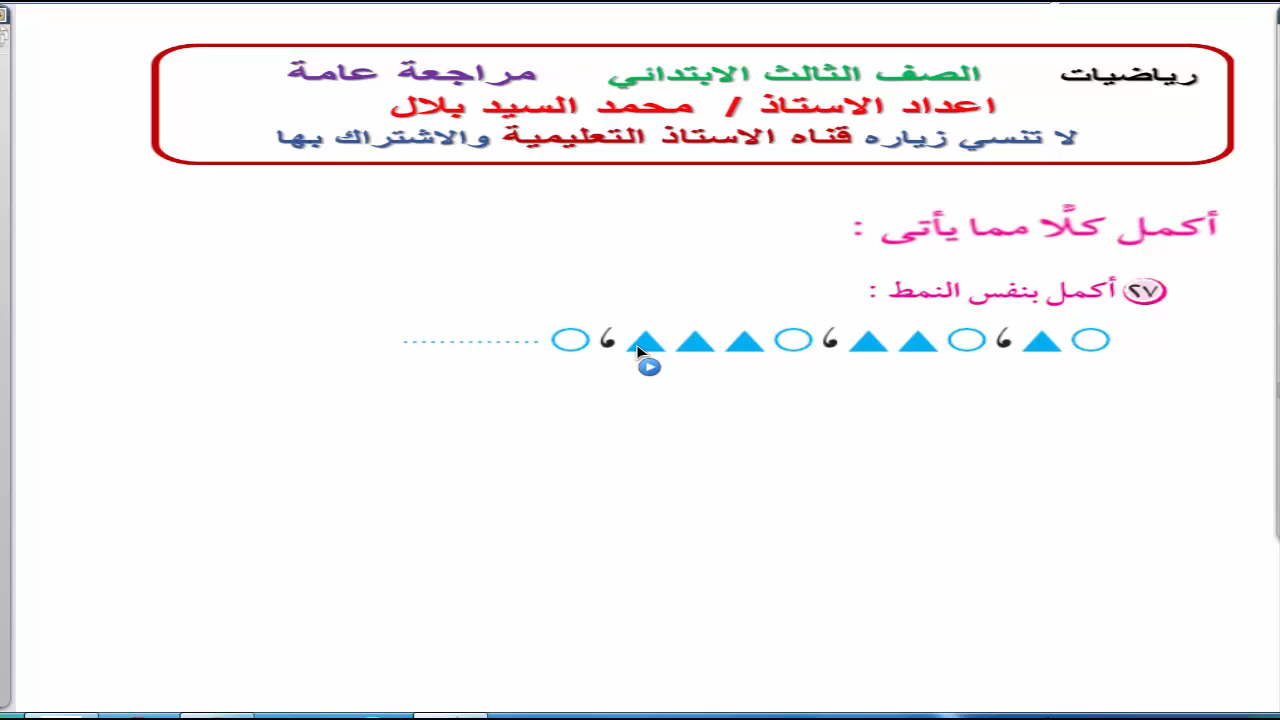 رياضيات الصف الثالث الابتدائي مراجعة عامة
اعداد الاستاذ / محمد السيد بلال
لا تنسي زياره قناه الاستاذ التعليمية والاشتراك بها
أكمل كلَّا مما يأتى :
٢٧ أكمل بنفس النمط :
، ، ، ..............